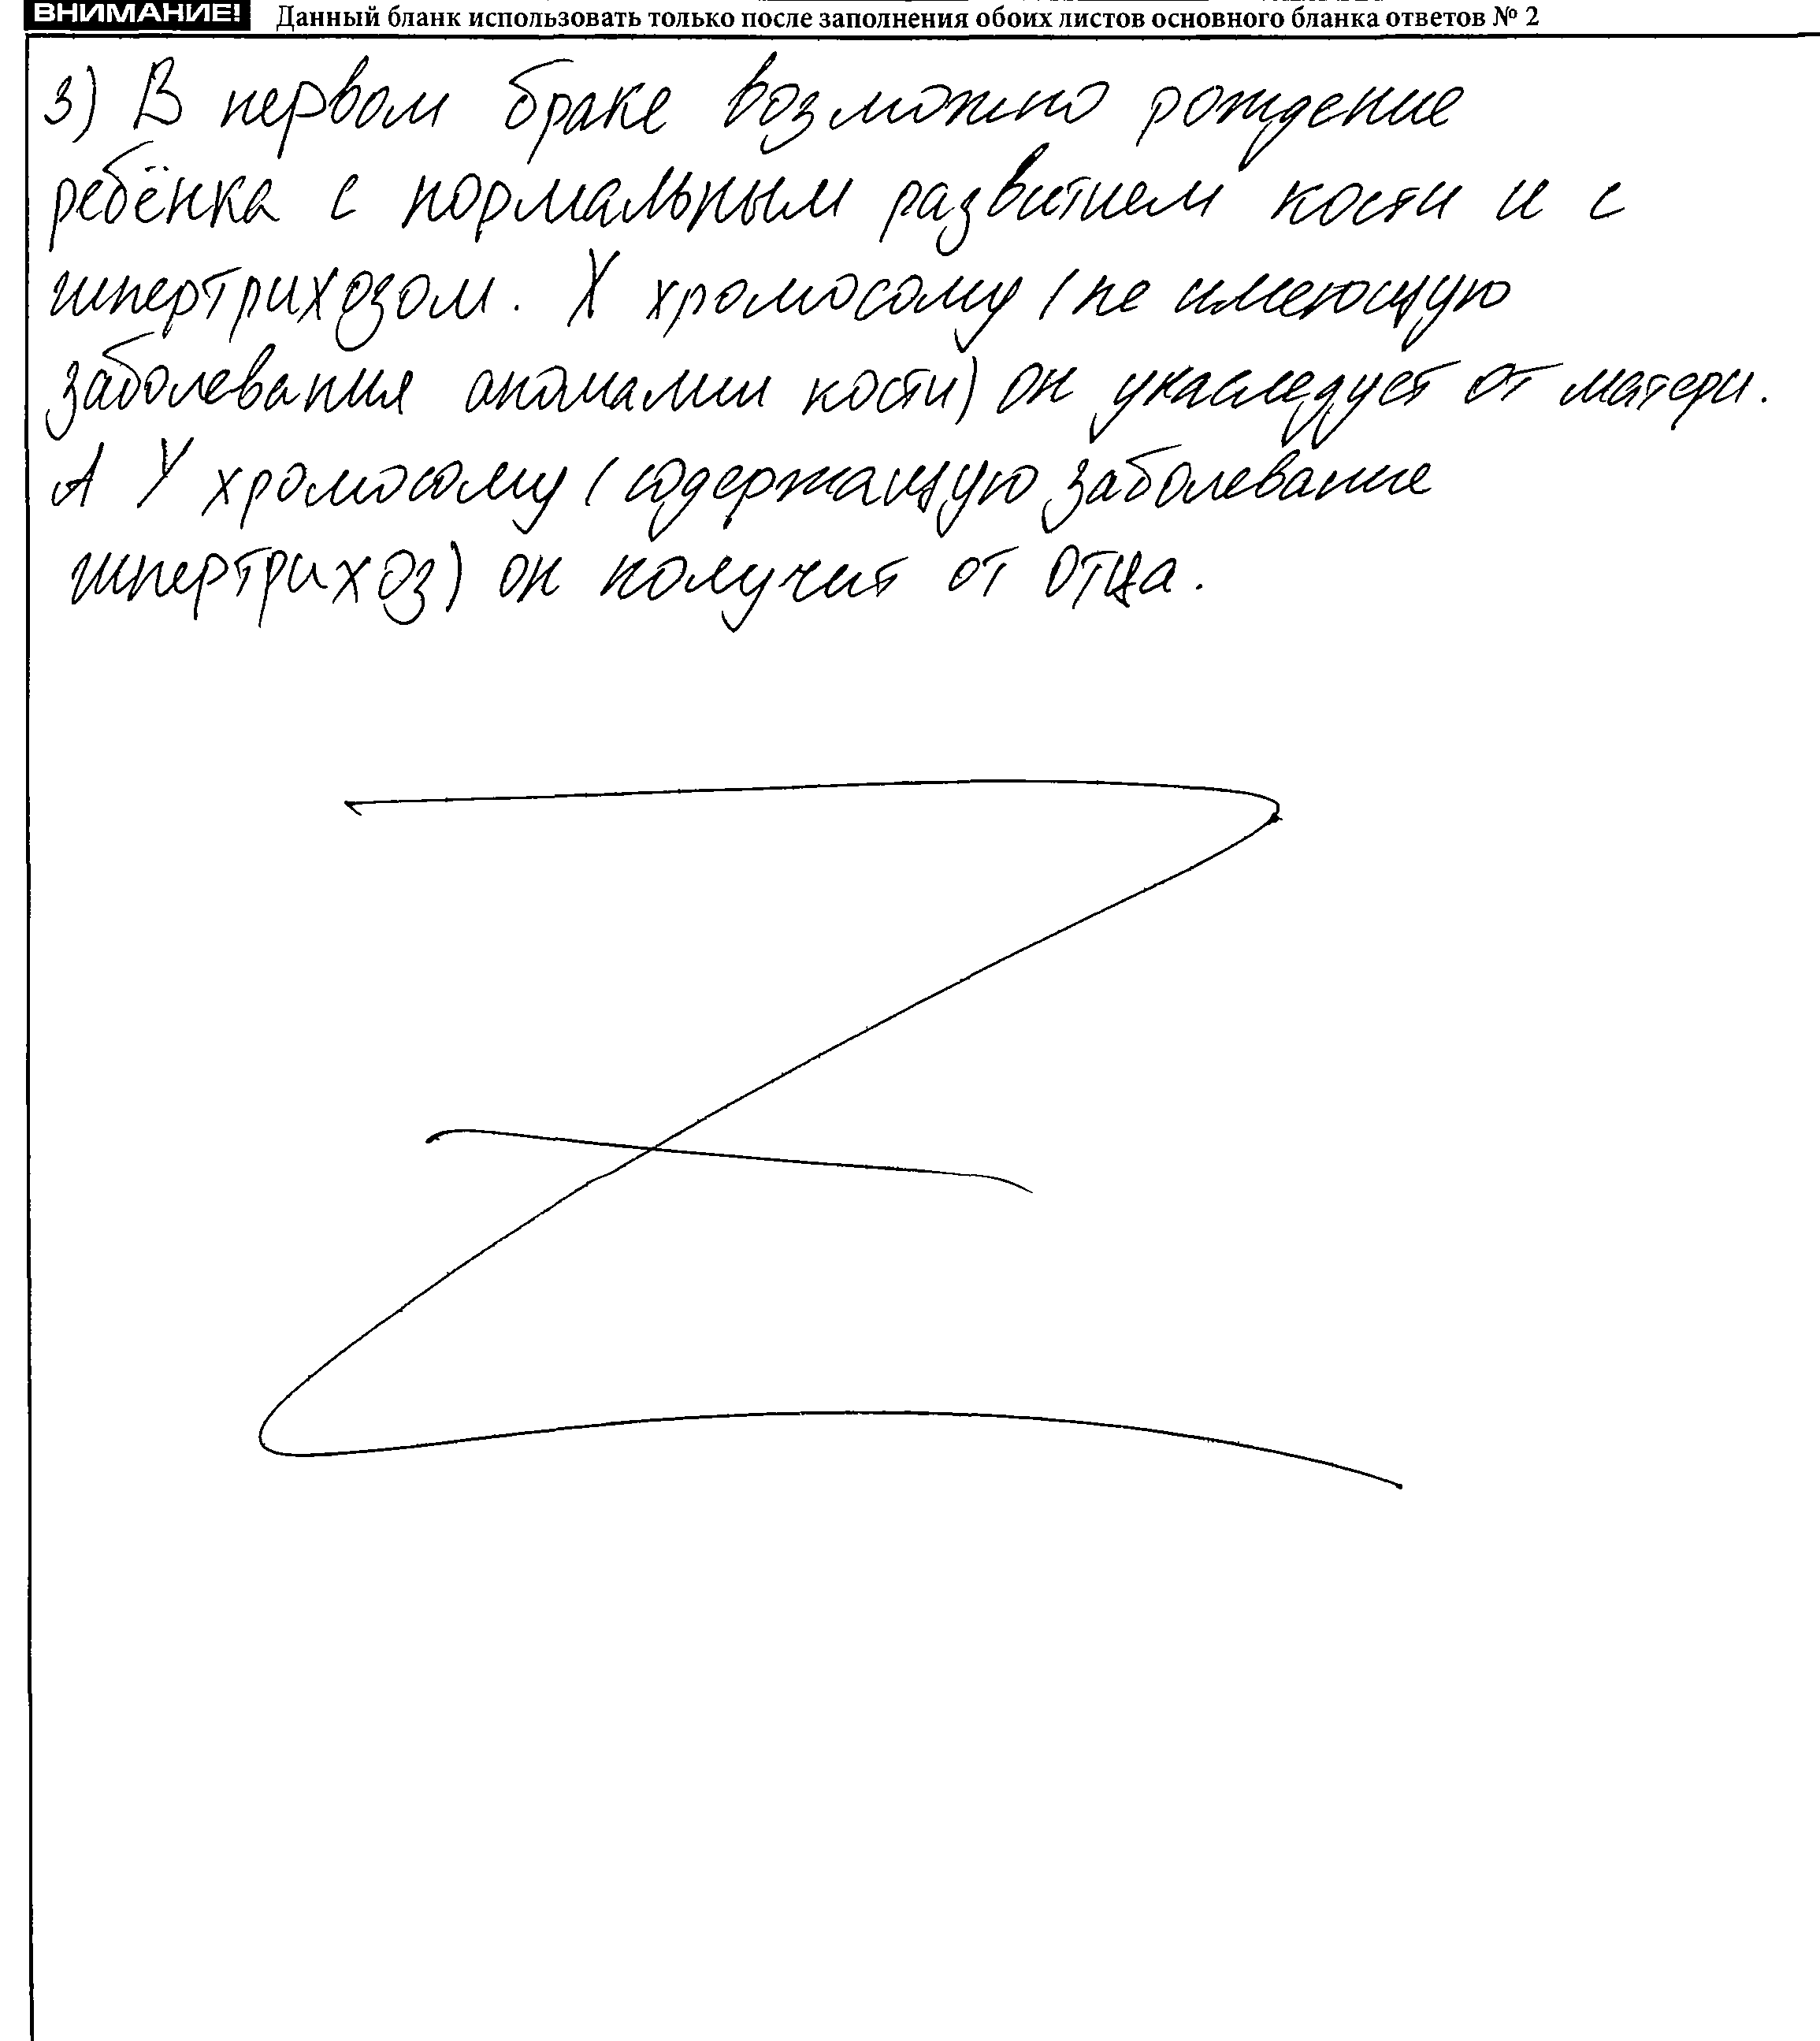 ВНИМАНИЕ! Данный бланк использовать только после заполнения обоих листов основного бланка ответов № 2
3) В первом браке возможно рождение
ребёнка с нормальным развитием кости и с
гипертрихозом. X хромосому (не имеющую
заболевания аномалии кости) он унаследует от матери.
А Y хромосому (содержащую заболевание
гипертрихоз) он получит от отца.
Z